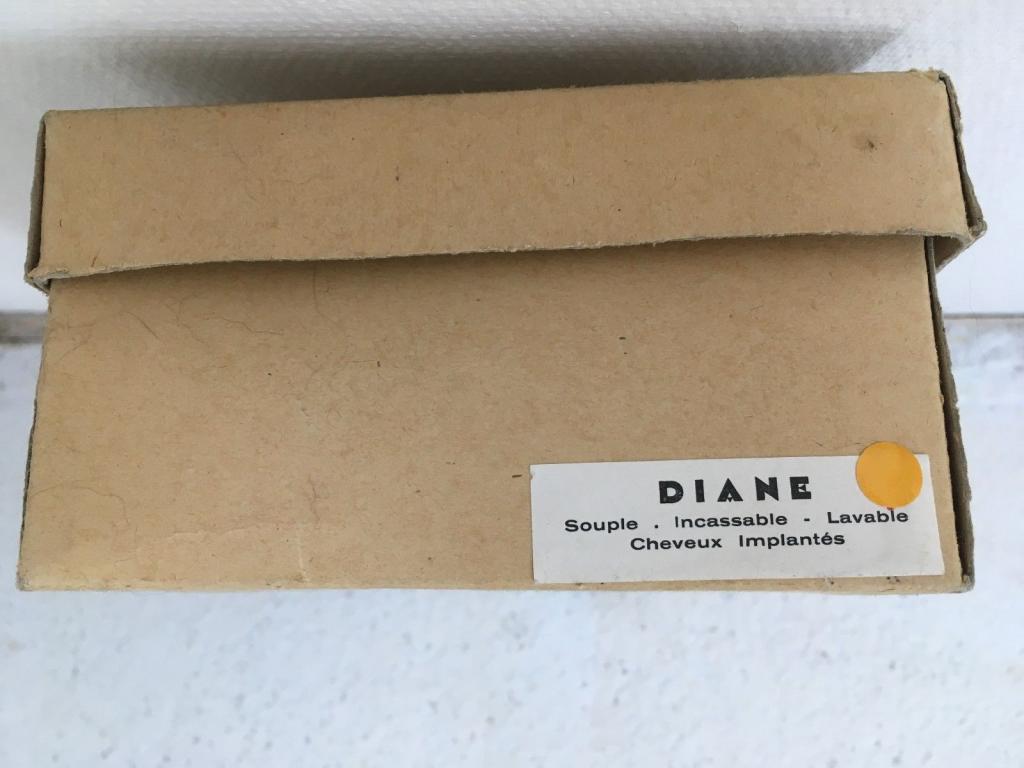 DIANE
Souple . Incassable - Lavable
Cheveux Implantés